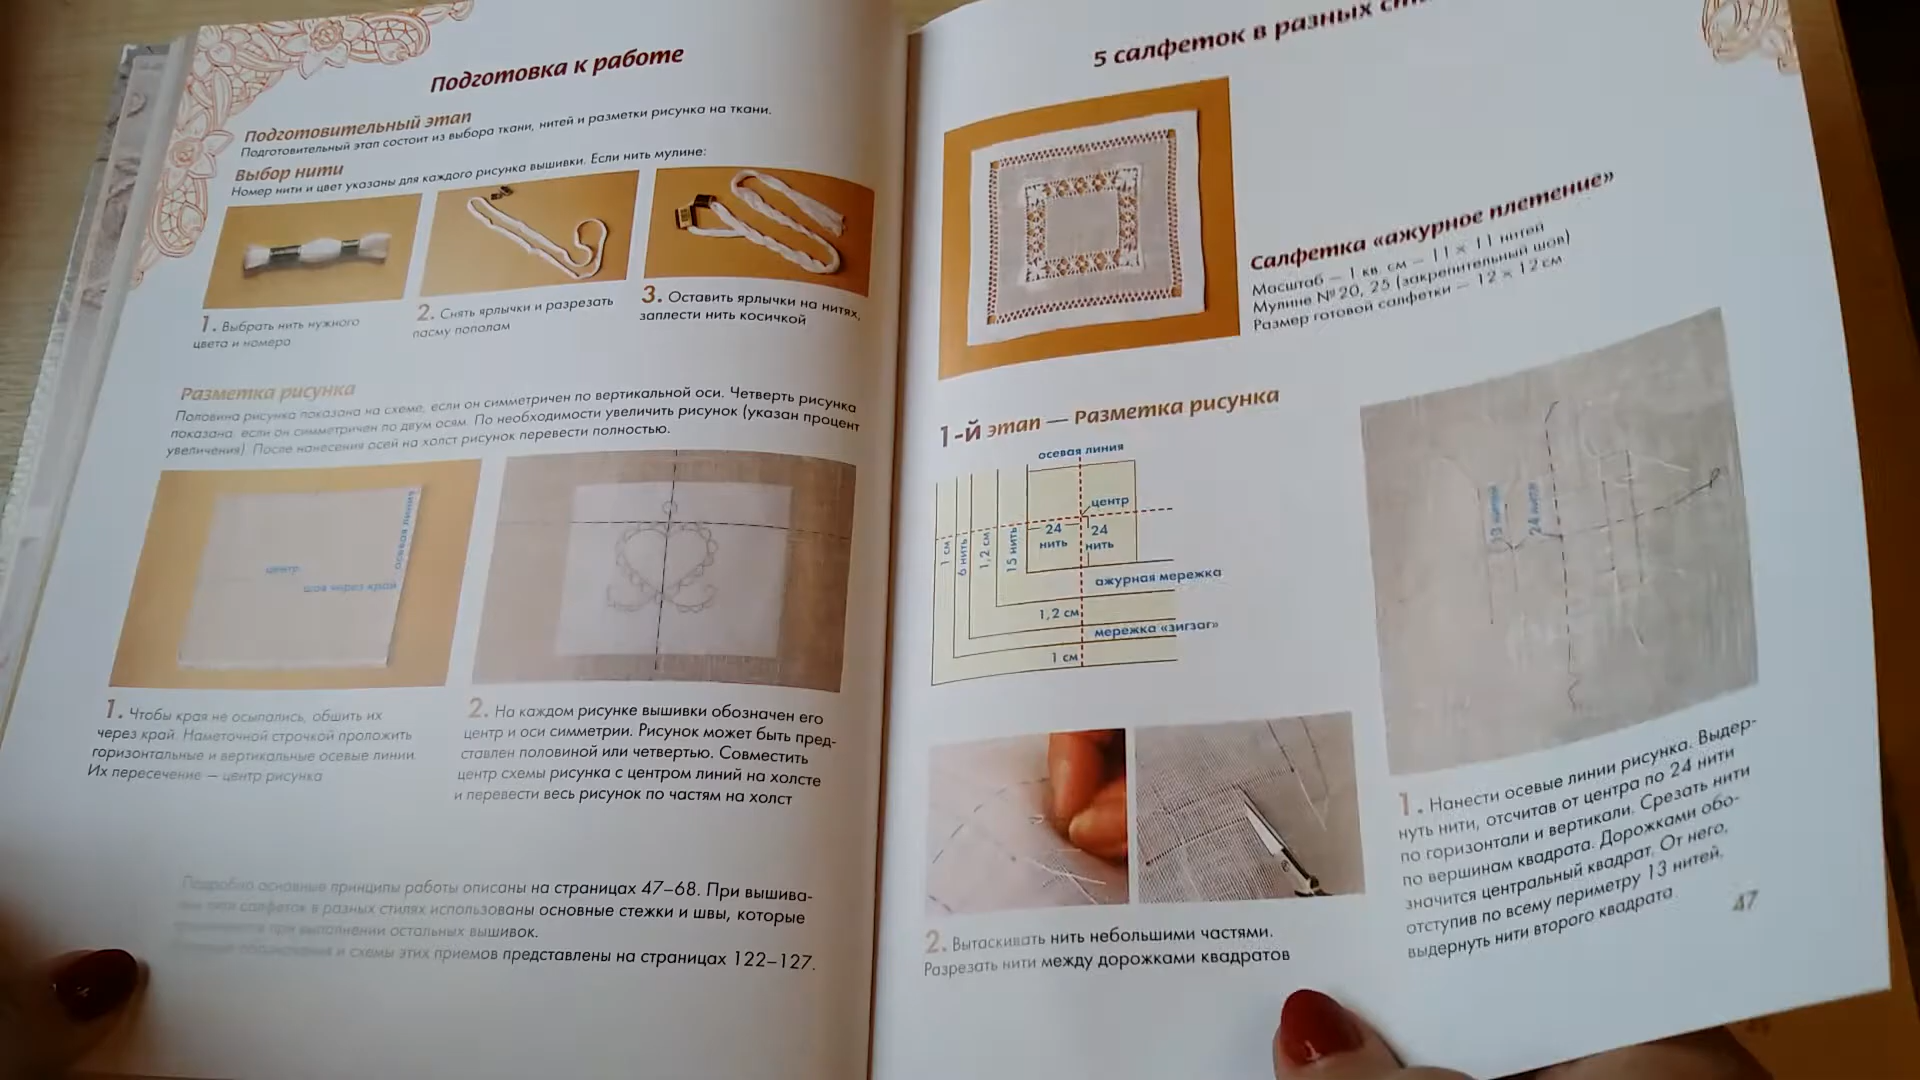 Подготовка к работе
Подготовительный этап
Подготовительный этап состоит из выбора ткани, нитей и разметки рисунка на ткани.
Выбор нити
Номер нити и цвет указаны для каждого рисунка вышивки. Если нить мулине:
1. Выбрать нить нужного
цвета и номера
2. Снять ярлычки и разрезать
пасму пополам
3. Оставить ярлычки на нитях,
заплести нить косичкой
Разметка рисунка
Половина рисунка показана на схеме, если он симметричен по вертикальной оси. Четверть рисунка
показана, если он симметричен по двум осям. По необходимости увеличить рисунок (указан процент
увеличения). После нанесения осей на холст рисунок перевести полностью.
осевая линия
центр
шов через край
1. Чтобы края не осыпались, обшить их
через край. Наметочной строчкой проложить
горизонтальные и вертикальные осевые линии.
Их пересечение — центр рисунка
2. На каждом рисунке вышивки обозначен его
центр и оси симметрии. Рисунок может быть пред-
ставлен половиной или четвертью. Совместить
центр схемы рисунка с центром линий на холсте
и перевести весь рисунок по частям на холст
Подробно основные принципы работы описаны на страницах 47–68. При вышива-
салфеток в разных стилях использованы основные стежки и швы, которые
при выполнении остальных вышивок.
и схемы этих приемов представлены на страницах 122–127.
5 салфеток в разных
Салфетка «ажурное плетение»
Масштаб — 1 кв. см — 11 × 11 нитей
Мулине №20, 25 (закрепительный шов)
Размер готовой салфетки — 12 × 12 см
1-й этап — Разметка рисунка
осевая линия
центр
24
нить
24
нить
1 см
6 нить
1,2 см
15 нить
ажурная мережка
1,2 см
мережка «зигзаг»
1 см
13 нитей
24 нити
1. Нанести осевые линии рисунка. Выдер-
нуть нити, отсчитав от центра по 24 нити
по горизонтали и вертикали. Срезать нити
по вершинам квадрата. Дорожками обо-
значится центральный квадрат. От него,
отступив по всему периметру 13 нитей,
выдернуть нити второго квадрата
2. Вытаскивать нить небольшими частями.
Разрезать нити между дорожками квадратов
47